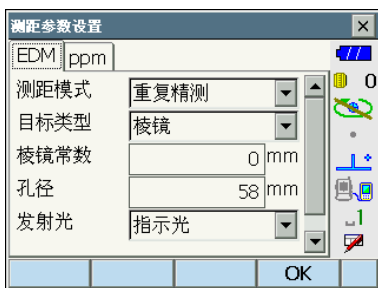 测距参数设置
EDM ppm
测距模式 重复精测
0
目标类型 棱镜
棱镜常数 0 mm
孔径 58 mm
发射光 指示光
1
OK